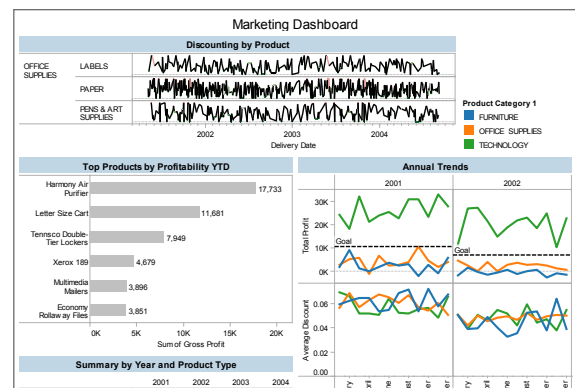 Marketing Dashboard
Discounting by Product
OFFICE SUPPLIES
LABELS
PAPER
PENS & ART SUPPLIES
2002 2003 2004
Delivery Date
Product Category 1
FURNITURE
OFFICE SUPPLIES
TECHNOLOGY
Top Products by Profitability YTD
Harmony Air Purifier 17,733
Letter Size Cart 11,681
Tennsco Double-Tier Lockers 7,949
Xerox 189 4,679
Multimedia Mailers 3,896
Economy Rollaway Files 3,851
0K 5K 10K 15K 20K
Sum of Gross Profit
Annual Trends
2001 2002
Total Profit
30K
20K
10K
0K
Goal
Goal
Average Discount
0.06
0.04
0.02
0.00
Summary by Year and Product Type
2001 2002 2003 2004